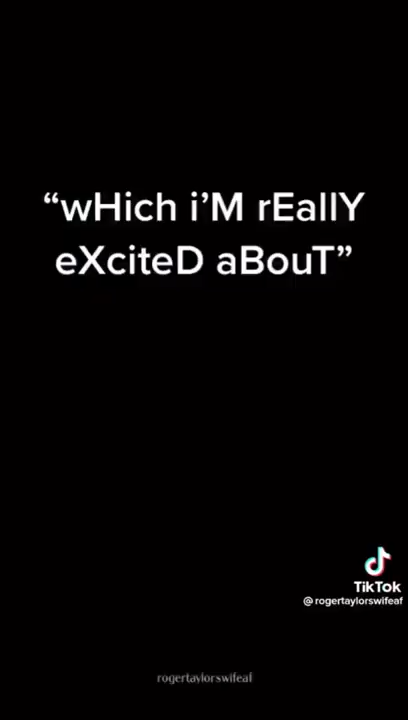 “wHich i’M rEallY
eXciteD aBouT”
TikTok
@rogertaylorswifeaf
rogertaylorswifeaf